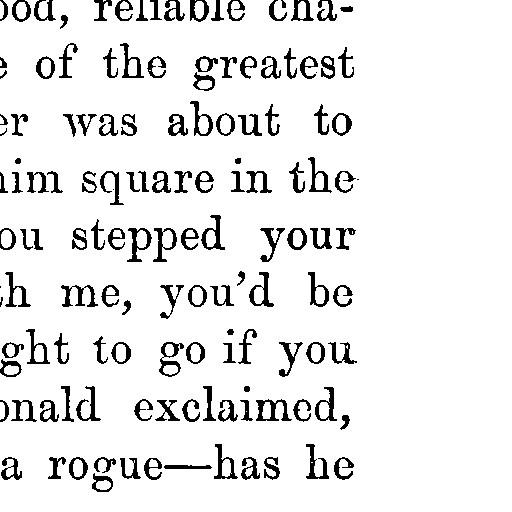 ood, reliable cha-
e of the greatest
er was about to
him square in the
ou stepped your
th me, you'd be
ght to go if you
onald exclaimed,
a rogue—has he